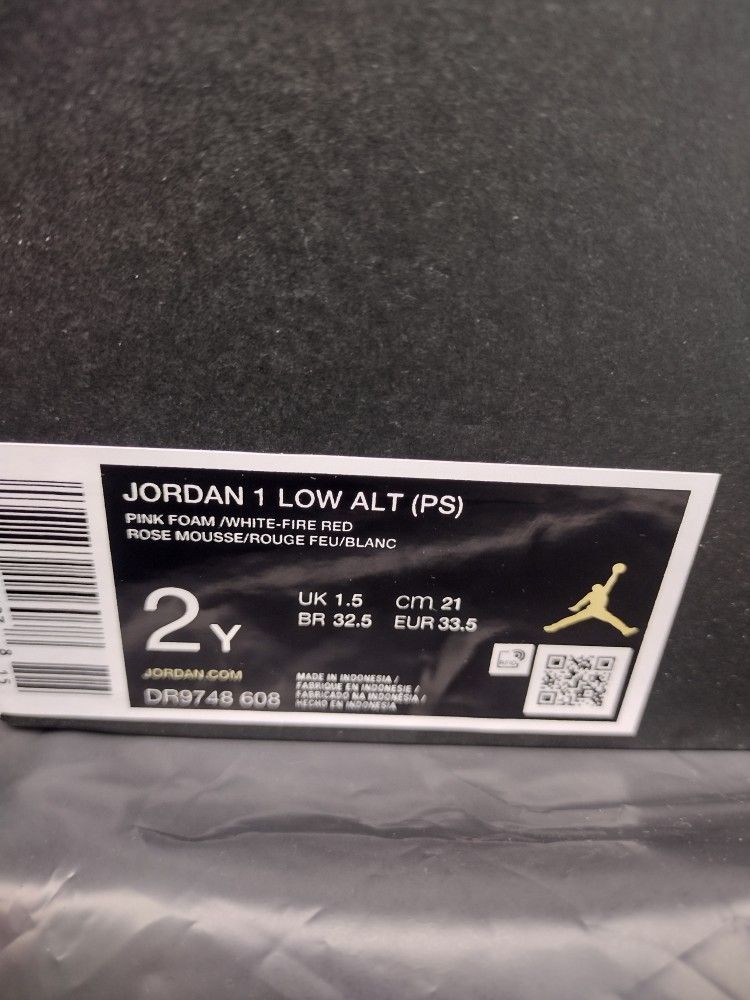 JORDAN 1 LOW ALT (PS)
PINK FOAM /WHITE-FIRE RED
ROSE MOUSSE/ROUGE FEU/BLANC
2Y
UK 1.5 cm 21
BR 32.5 EUR 33.5
JORDAN.COM
DR9748 608
MADE IN INDONESIA /
FABRIQUE EN INDONESIE /
FABRICADO NA INDONESIA /
HECHO EN INDONESIA
RFID